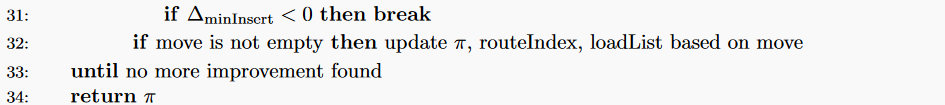 31: if ΔminInsert < 0 then break
32: if move is not empty then update π, routeIndex, loadList based on move
33: until no more improvement found
34: return π